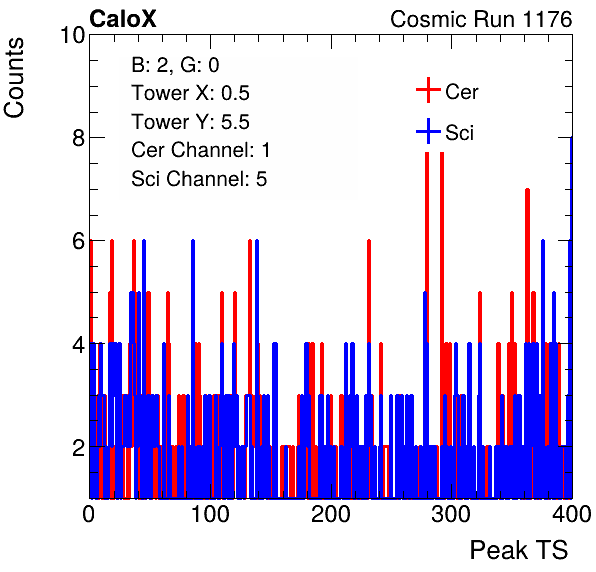 CaloX
Cosmic Run 1176
Counts
10
8
6
4
2
B: 2, G: 0
Tower X: 0.5
Tower Y: 5.5
Cer Channel: 1
Sci Channel: 5
Cer
Sci
0
100
200
300
400
Peak TS